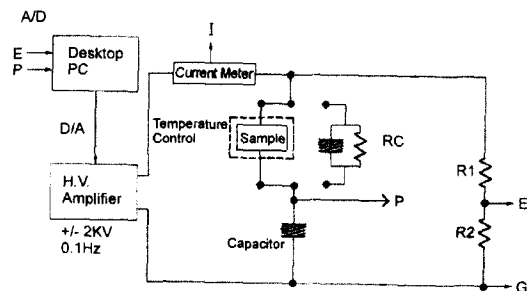 A/D
I
E
P
Desktop
PC
Current Meter
D/A
Temperature
Control
Sample
RC
H.V.
Amplifier
R1
P
E
+/- 2KV
0.1Hz
Capacitor
R2
G